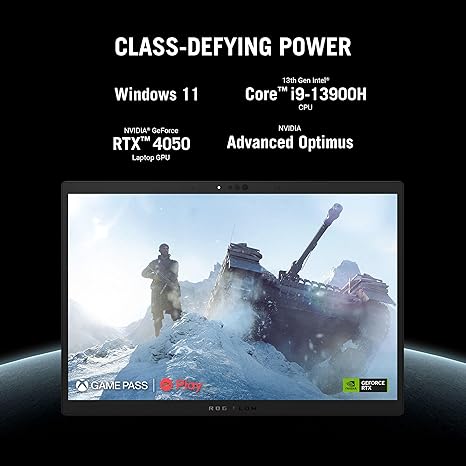 CLASS-DEFYING POWER
Windows 11
13th Gen Intel®
Core™ i9-13900H
CPU
NVIDIA® GeForce
RTX™ 4050
Laptop GPU
NVIDIA
Advanced Optimus
GAME PASS
Play
GEFORCE
RTX
ROG FLOW